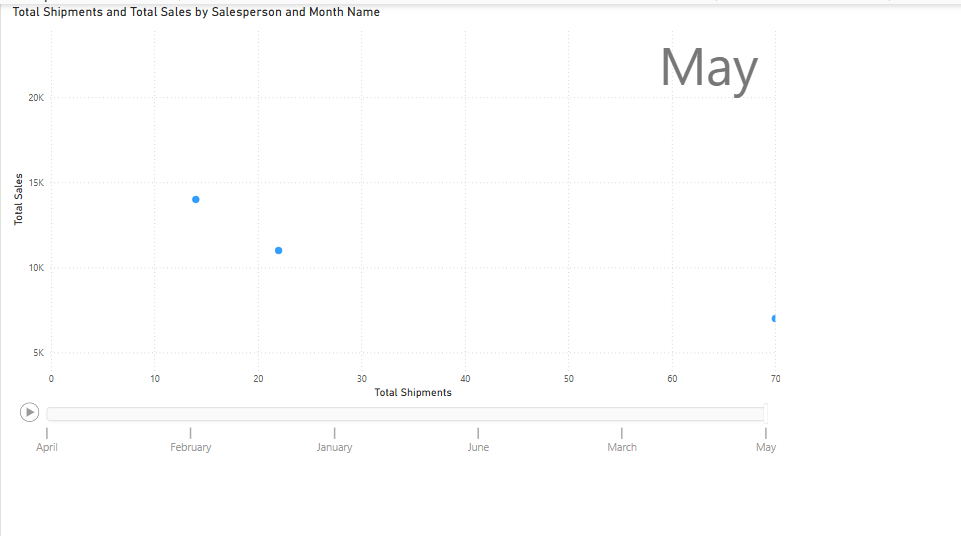 Total Shipments and Total Sales by Salesperson and Month Name
May
20K
15K
10K
5K
Total Sales
0 10 20 30 40 50 60 70
Total Shipments
April February January June March May